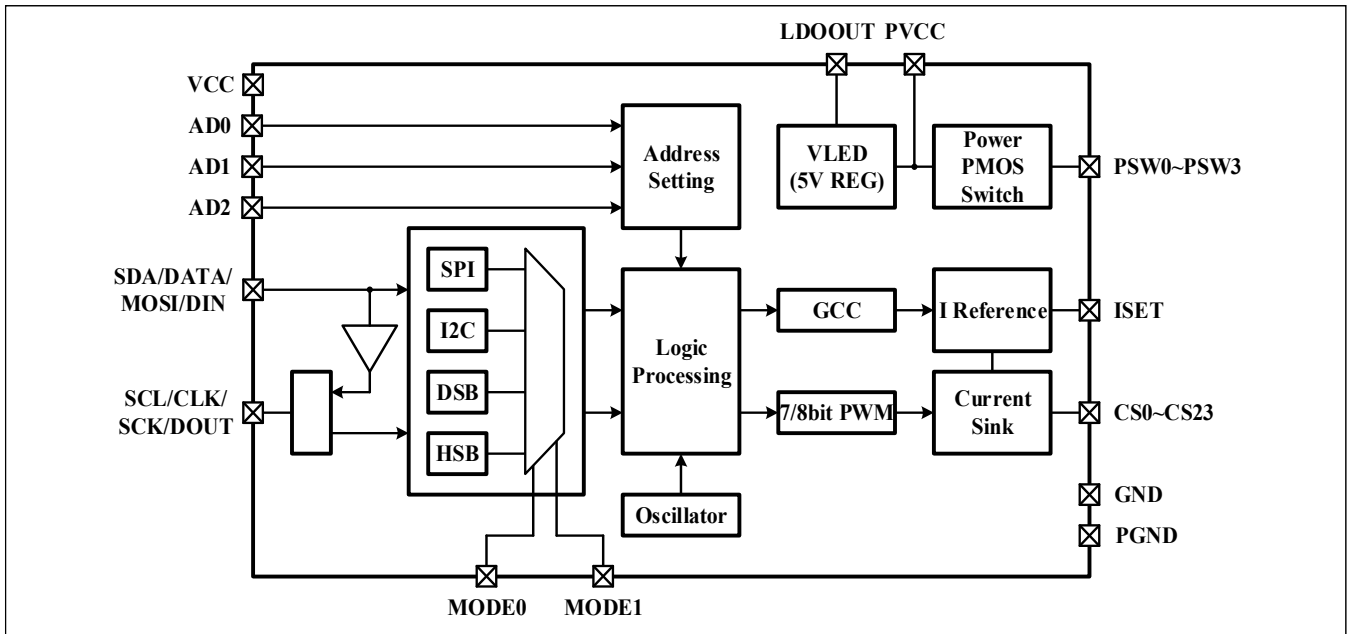 LDOOUT PVCC
VCC
AD0
AD1
AD2
Address
Setting
VLED
(5V REG)
Power
PMOS
Switch
PSW0~PSW3
SDA/DATA/
MOSI/DIN
SPI
I2C
DSB
HSB
Logic
Processing
GCC
I Reference
ISET
SCL/CLK/
SCK/DOUT
7/8bit PWM
Current
Sink
CS0~CS23
Oscillator
GND
PGND
MODE0
MODE1